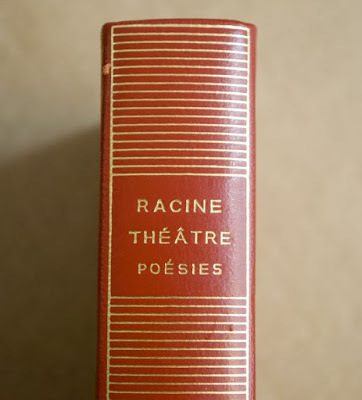 RACINE
THÉÂTRE
POÉSIES